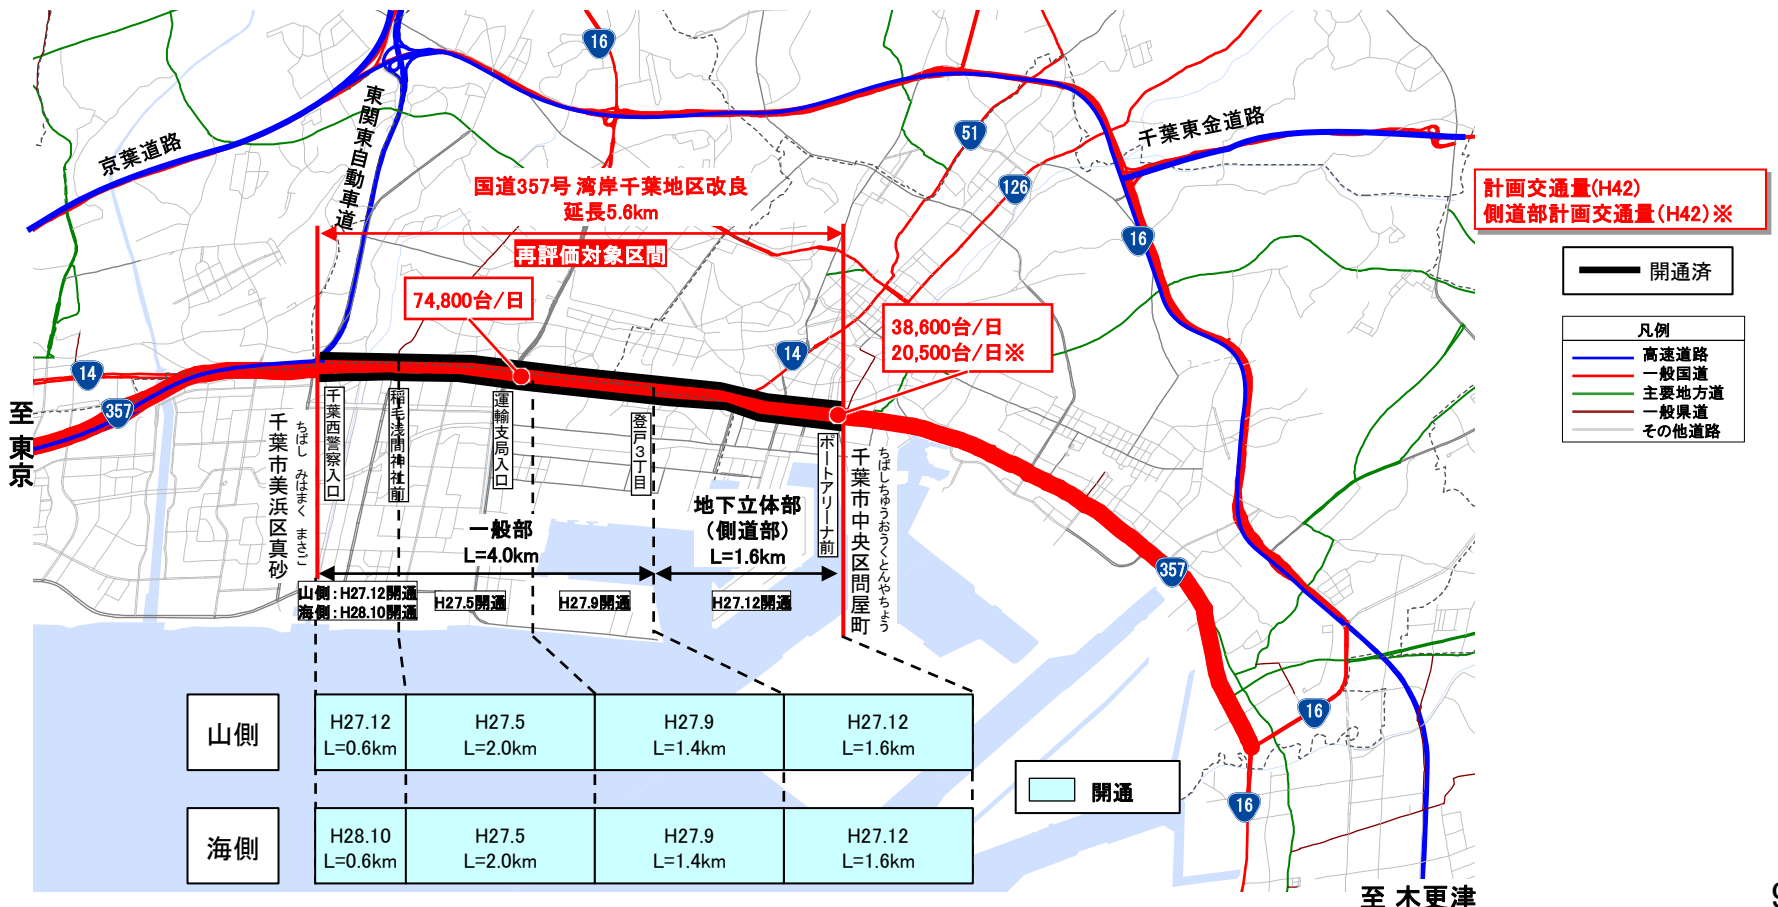 16
京葉道路
東関東自動車道
51
千葉東金道路
126
16
国道357号 湾岸千葉地区改良
延長5.6km
再評価対象区間
計画交通量(H42)
側道部計画交通量(H42)※
開通済
凡例
高速道路
一般国道
主要地方道
一般県道
その他道路
74,800台/日
38,600台/日
20,500台/日※
14
14
357
至東京
千葉市美浜区真砂
ちばし みはまく まさご
千葉西警察入口
稲毛浅間神社前
運輸支局入口
登戸3丁目
ポートアリーナ前
千葉市中央区問屋町
ちばしちゅうおうくとんやちょう
一般部
L=4.0km
地下立体部
(側道部)
L=1.6km
山側:H27.12開通
海側:H28.10開通
H27.5開通
H27.9開通
H27.12開通
357
山側
H27.12
L=0.6km
H27.5
L=2.0km
H27.9
L=1.4km
H27.12
L=1.6km
海側
H28.10
L=0.6km
H27.5
L=2.0km
H27.9
L=1.4km
H27.12
L=1.6km
開通
16
16
至 木更津